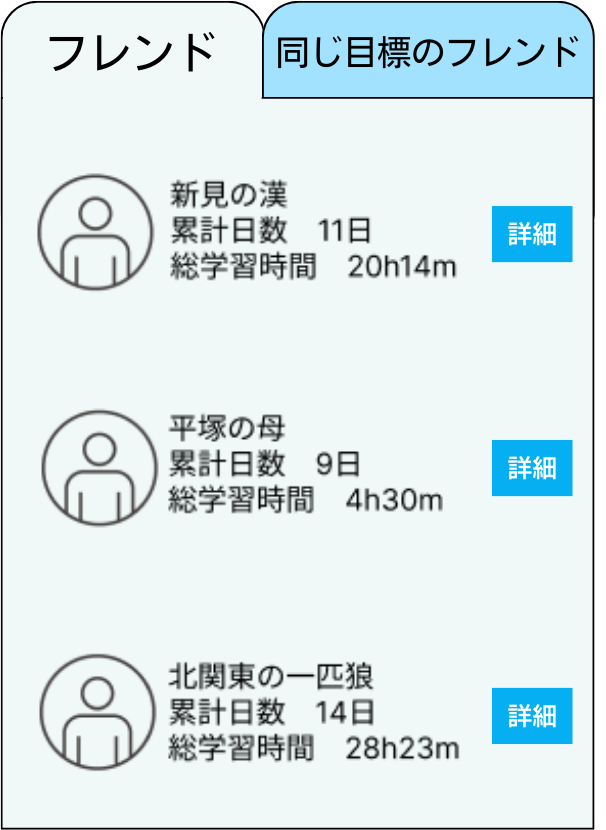 フレンド
同じ目標のフレンド
新見の漢
累計日数　11日
総学習時間　20h14m
詳細
平塚の母
累計日数　9日
総学習時間　4h30m
詳細
北関東の一匹狼
累計日数　14日
総学習時間　28h23m
詳細